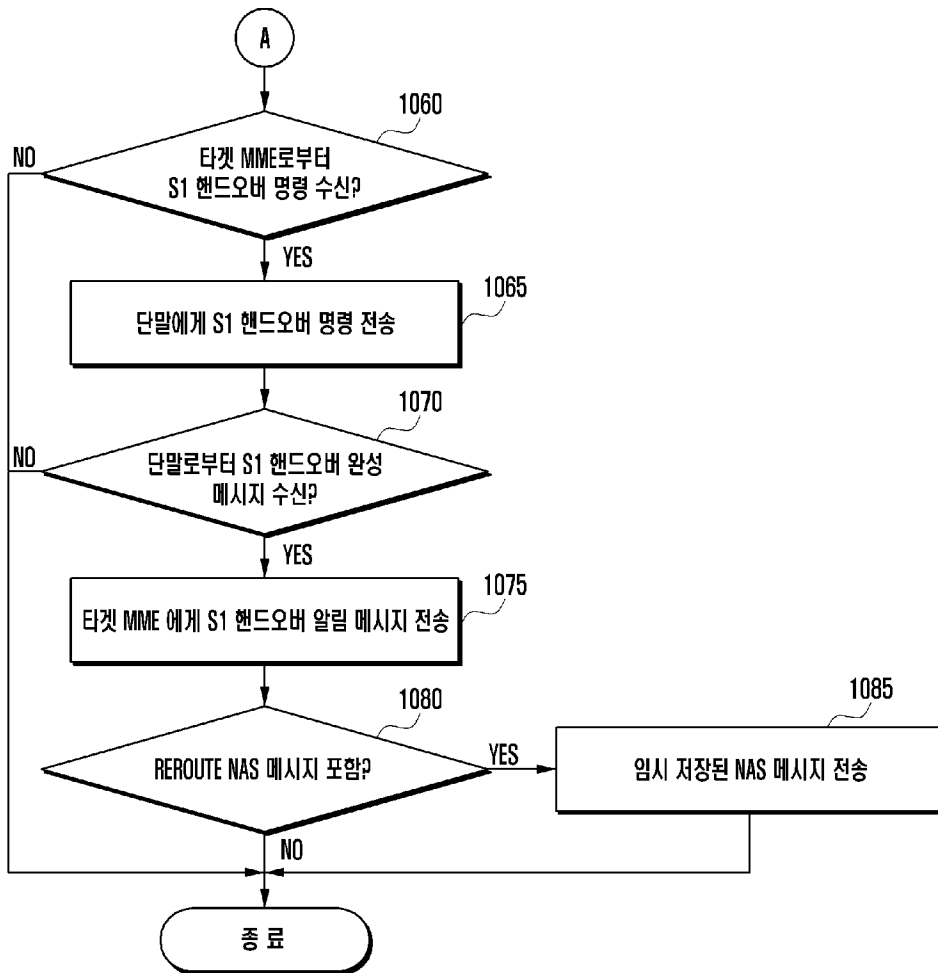 A
1060
NO
타겟 MME로부터
S1 핸드오버 명령 수신?
YES
1065
단말에게 S1 핸드오버 명령 전송
1070
NO
단말로부터 S1 핸드오버 완성
메시지 수신?
YES
1075
타겟 MME 에게 S1 핸드오버 알림 메시지 전송
1080
1085
REROUTE NAS 메시지 포함?
YES
임시 저장된 NAS 메시지 전송
NO
종 료